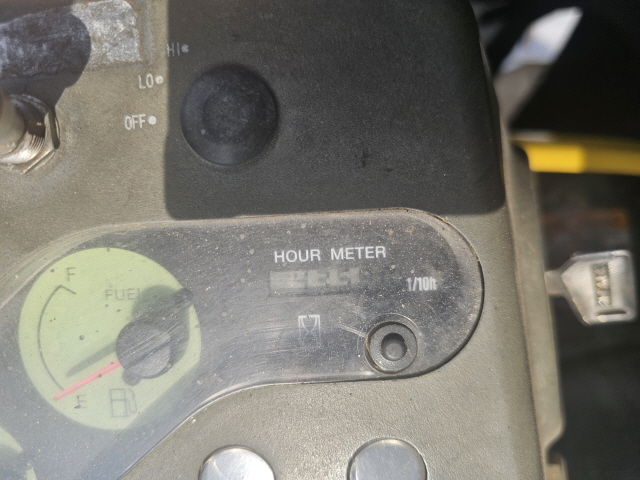 HI
LO
OFF
HOUR METER
1/10h
F
FUEL
E